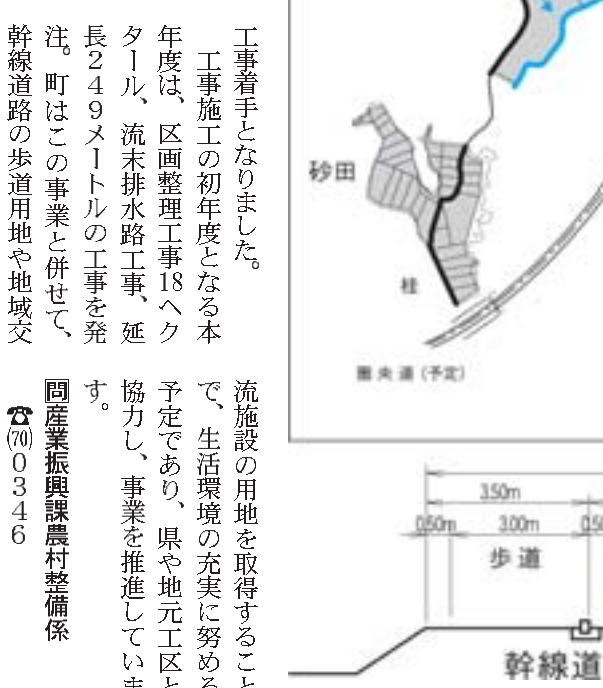 工事着手となりました。
　工事施工の初年度となる本
年度は、区画整理工事18ヘク
タール、流末排水路工事、延
長249メートルの工事を発
注。町はこの事業と併せて、
幹線道路の歩道用地や地域交
流施設の用地を取得すること
で、生活環境の充実に努める
予定であり、県や地元工区と
協力し、事業を推進していま
す。
問産業振興課農村整備係
☎(70)0346
砂田
桂
圏央道(予定)
3.50m
0.50m
3.00m
歩道
幹線道